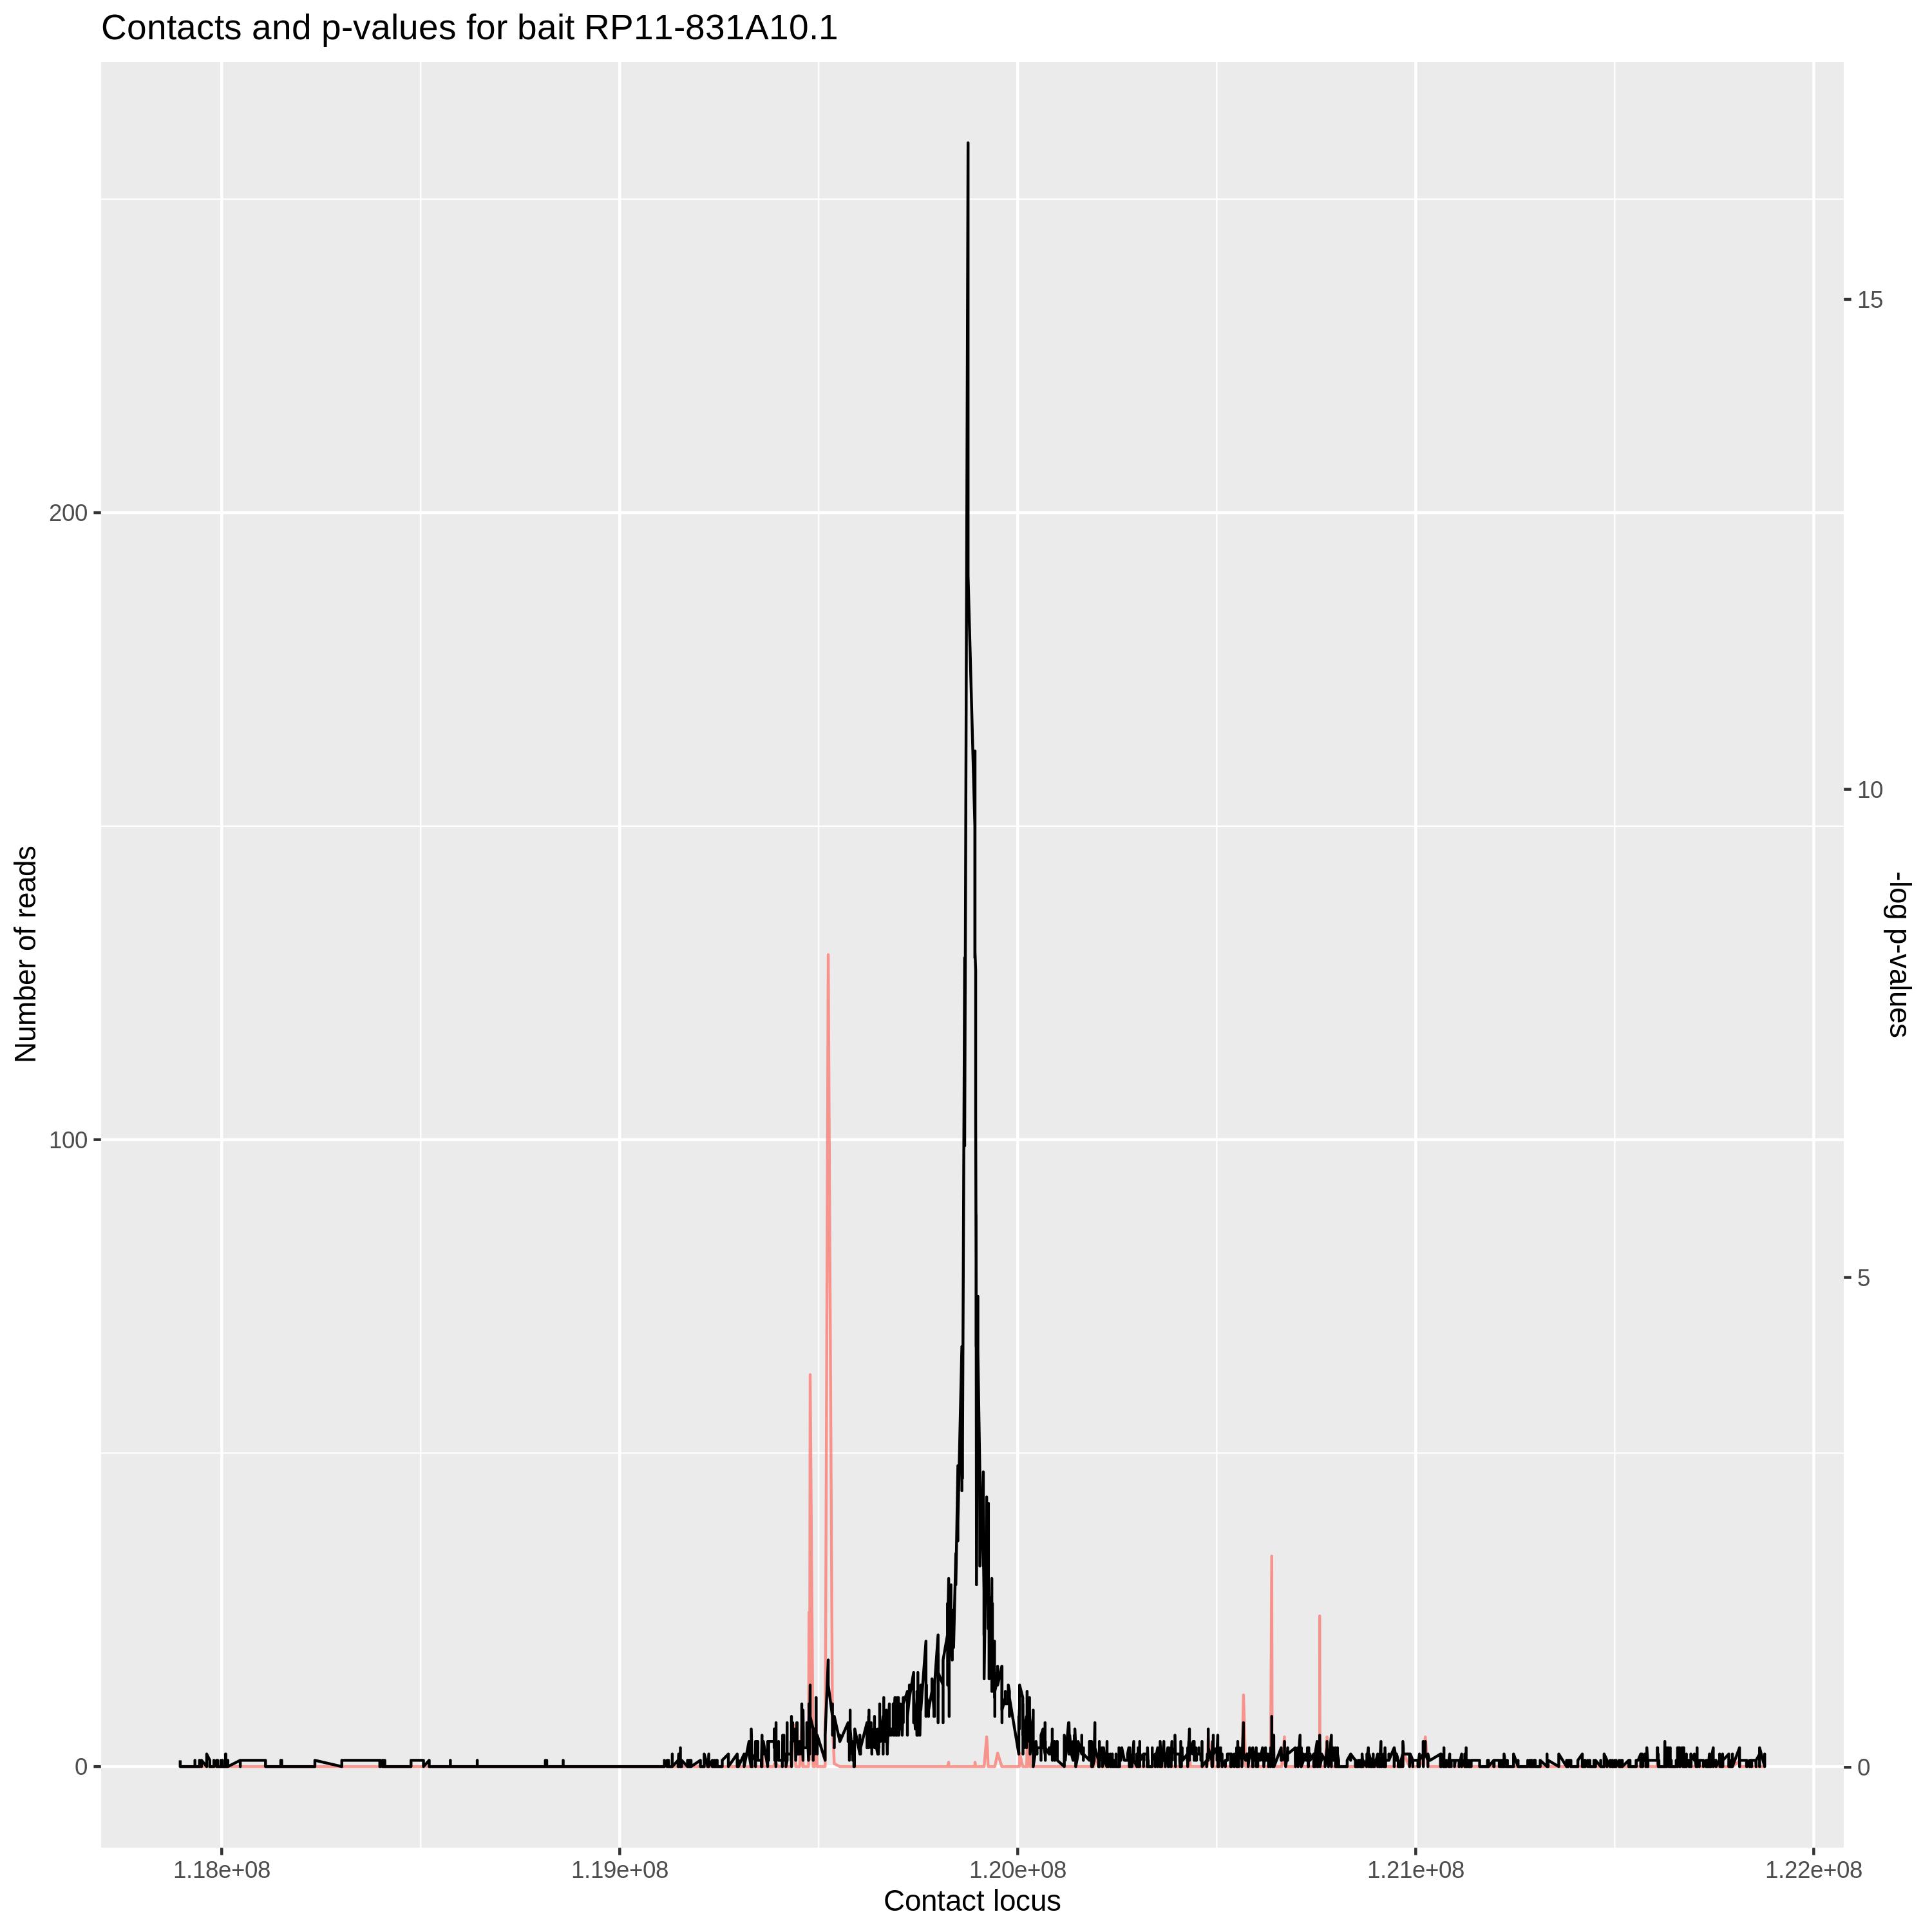 Contacts and p-values for bait RP11-831A10.1
Number of reads
200
100
0
15
10
5
0
-log p-values
1.18e+08 1.19e+08 1.20e+08 1.21e+08 1.22e+08
Contact locus